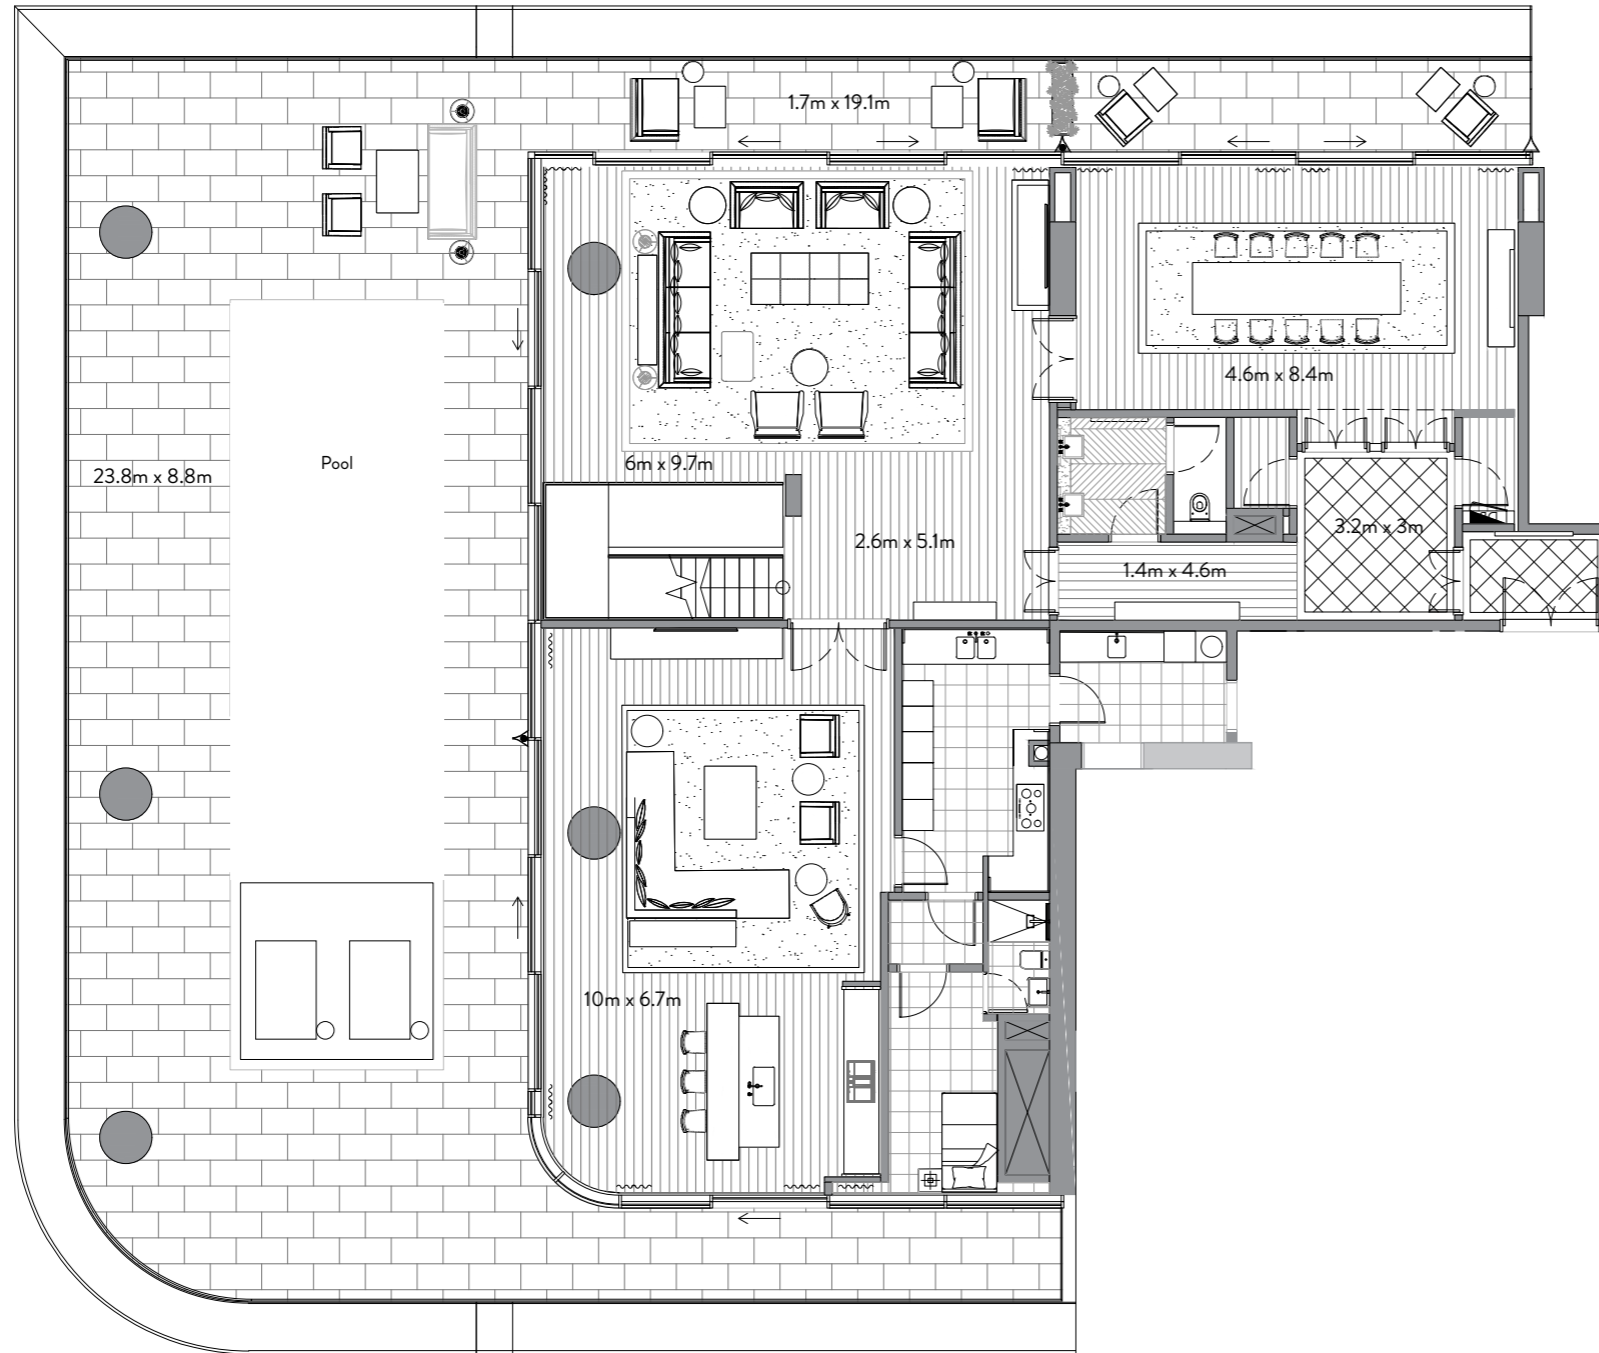 1.7m x 19.1m
4.6m x 8.4m
Pool
23.8m x 8.8m
6m x 9.7m
2.6m x 5.1m
3.2m x 3m
1.4m x 4.6m
10m x 6.7m